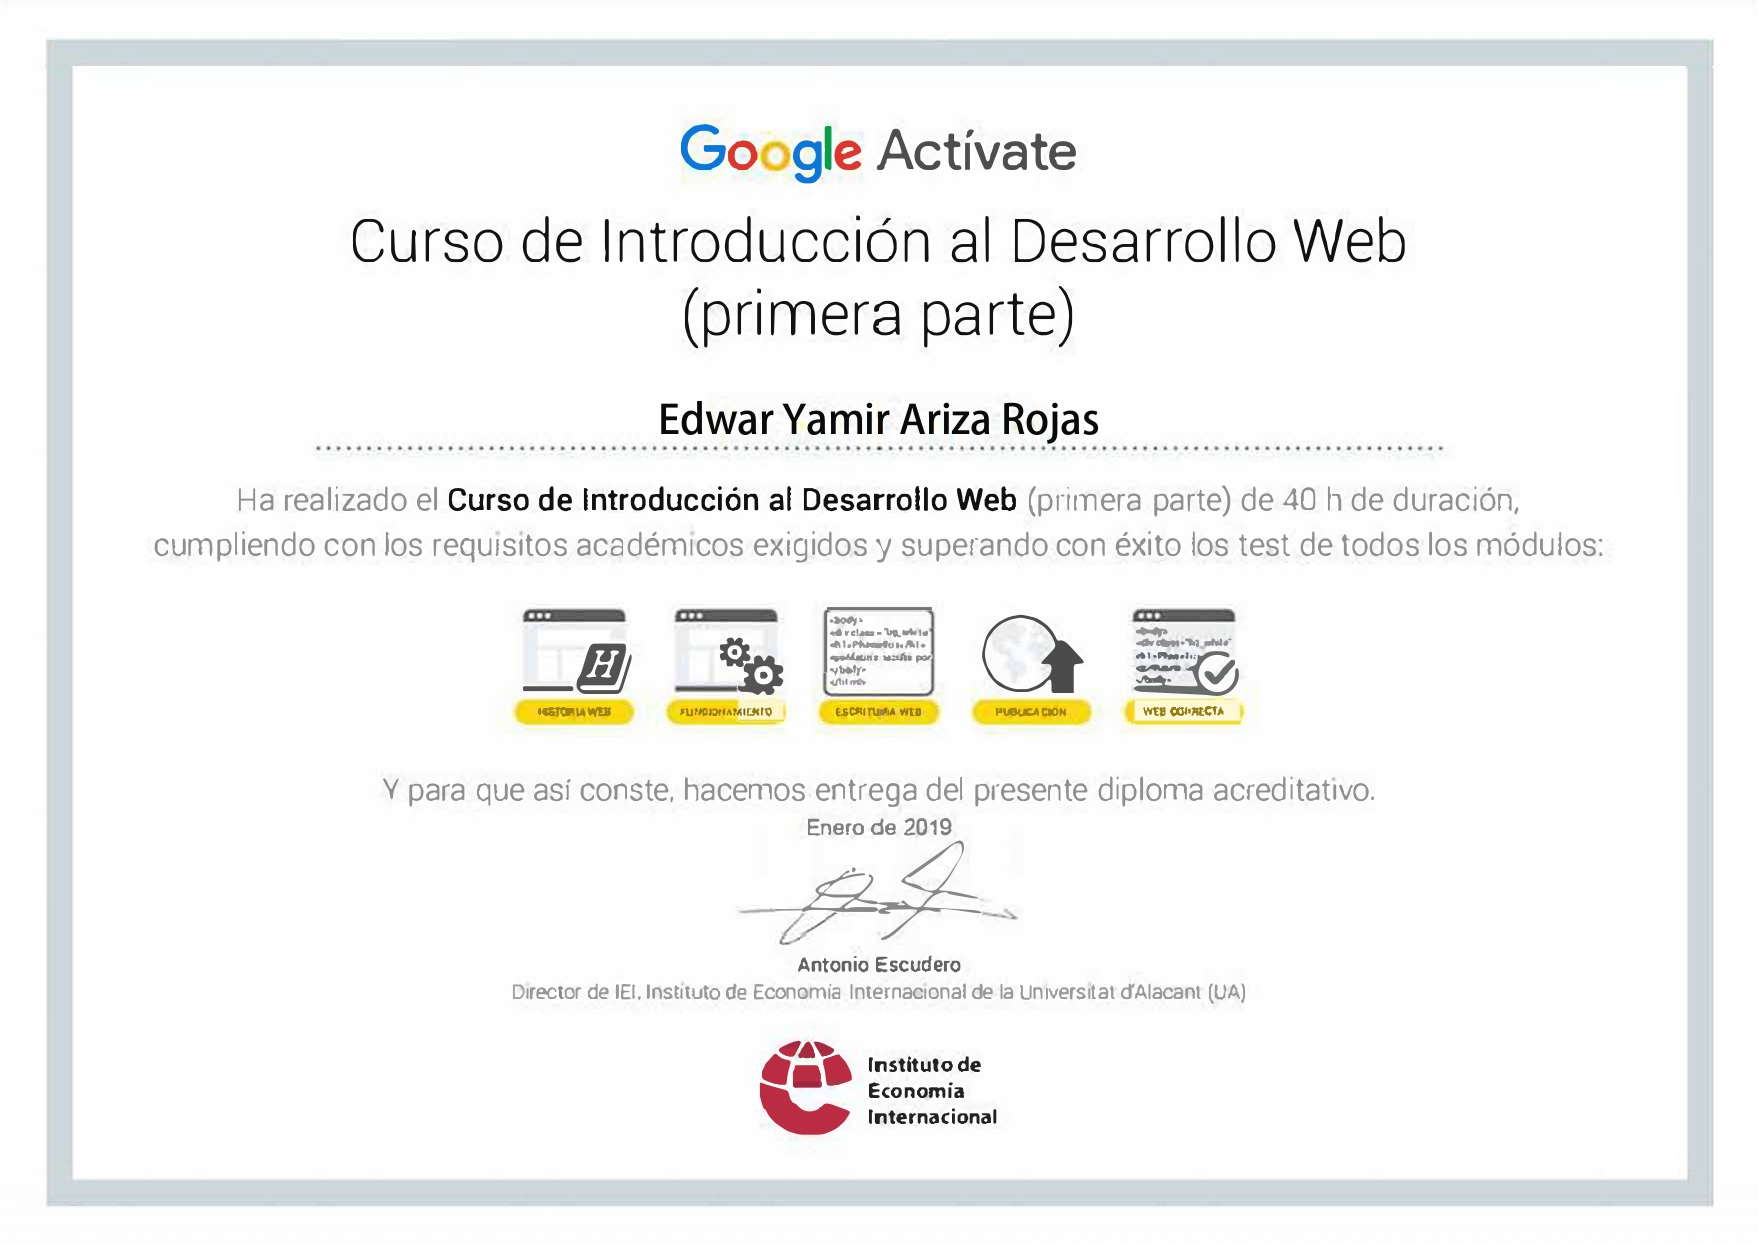 Google Actívate
Curso de Introducción al Desarrollo Web
(primera parte)
Edwar Yamir Ariza Rojas
Ha realizado el Curso de Introducción al Desarrollo Web (primera parte) de 40 h de duración,
cumpliendo con los requisitos académicos exigidos y superando con éxito los test de todos los módulos:
<body>
</body>
HISTORIA WEB
FUNCIONAMIENTO
ESCRITURA WEB
PUBLICACIÓN
WEB CORRECTA
Y para que así conste, hacemos entrega del presente diploma acreditativo.
Enero de 2019
Antonio Escudero
Director de IEI, Instituto de Economía Internacional de la Universitat d'Alacant (UA)
Instituto de
Economía
Internacional